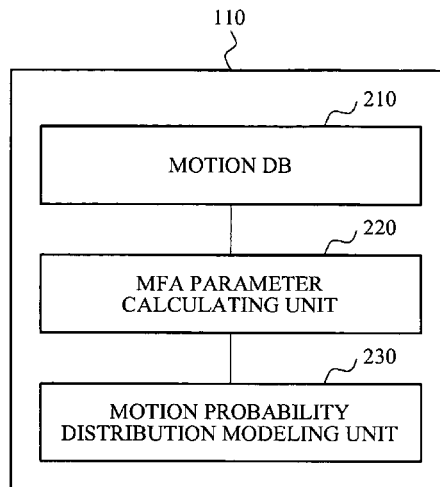 110
210
MOTION DB
220
MFA PARAMETER
CALCULATING UNIT
230
MOTION PROBABILITY
DISTRIBUTION MODELING UNIT